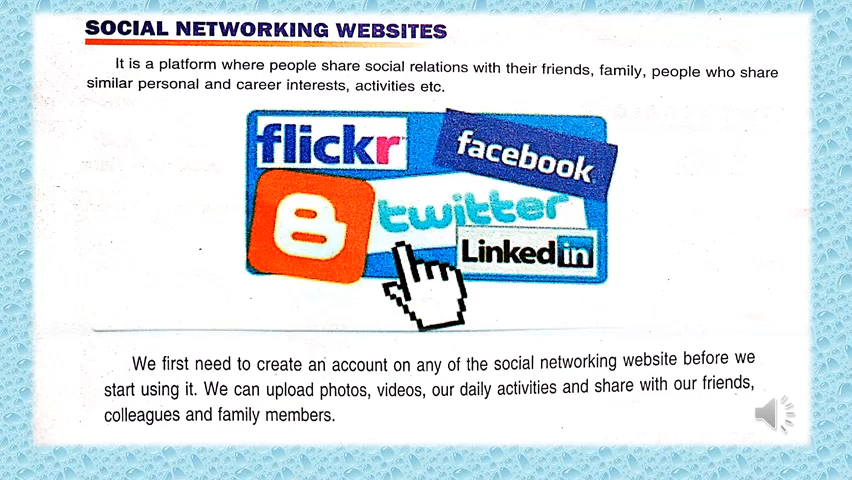 SOCIAL NETWORKING WEBSITES
It is a platform where people share social relations with their friends, family, people who share
similar personal and career interests, activities etc.
flickr
facebook
twitter
Linkedin
We first need to create an account on any of the social networking website before we
start using it. We can upload photos, videos, our daily activities and share with our friends,
colleagues and family members.